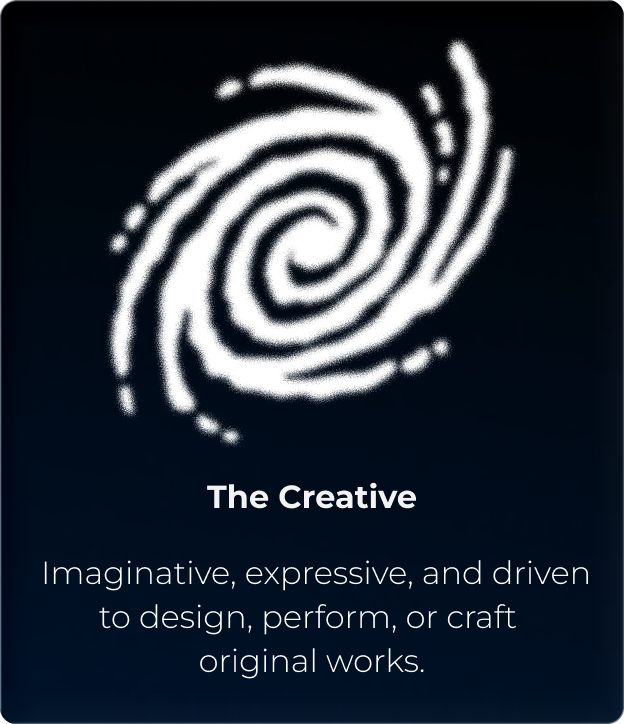 The Creative
Imaginative, expressive, and driven
to design, perform, or craft
original works.